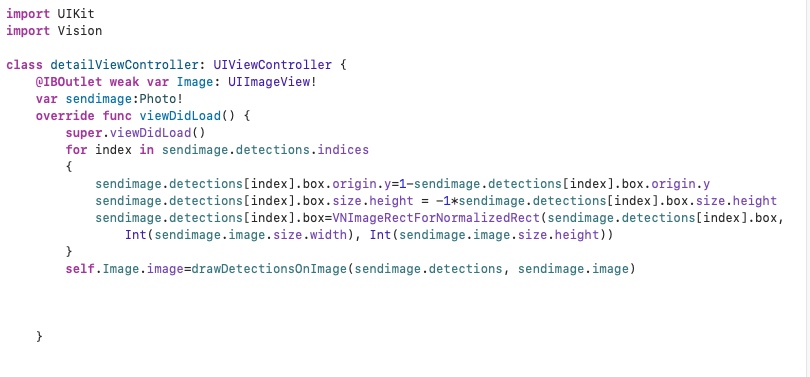 import UIKit
import Vision
class detailViewController: UIViewController {
@IBOutlet weak var Image: UIImageView!
var sendimage:Photo!
override func viewDidLoad() {
super.viewDidLoad()
for index in sendimage.detections.indices
{
sendimage.detections[index].box.origin.y=1-sendimage.detections[index].box.origin.y
sendimage.detections[index].box.size.height = -1*sendimage.detections[index].box.size.height
sendimage.detections[index].box=VNImageRectForNormalizedRect(sendimage.detections[index].box,
Int(sendimage.image.size.width), Int(sendimage.image.size.height))
}
self.Image.image=drawDetectionsOnImage(sendimage.detections, sendimage.image)
}